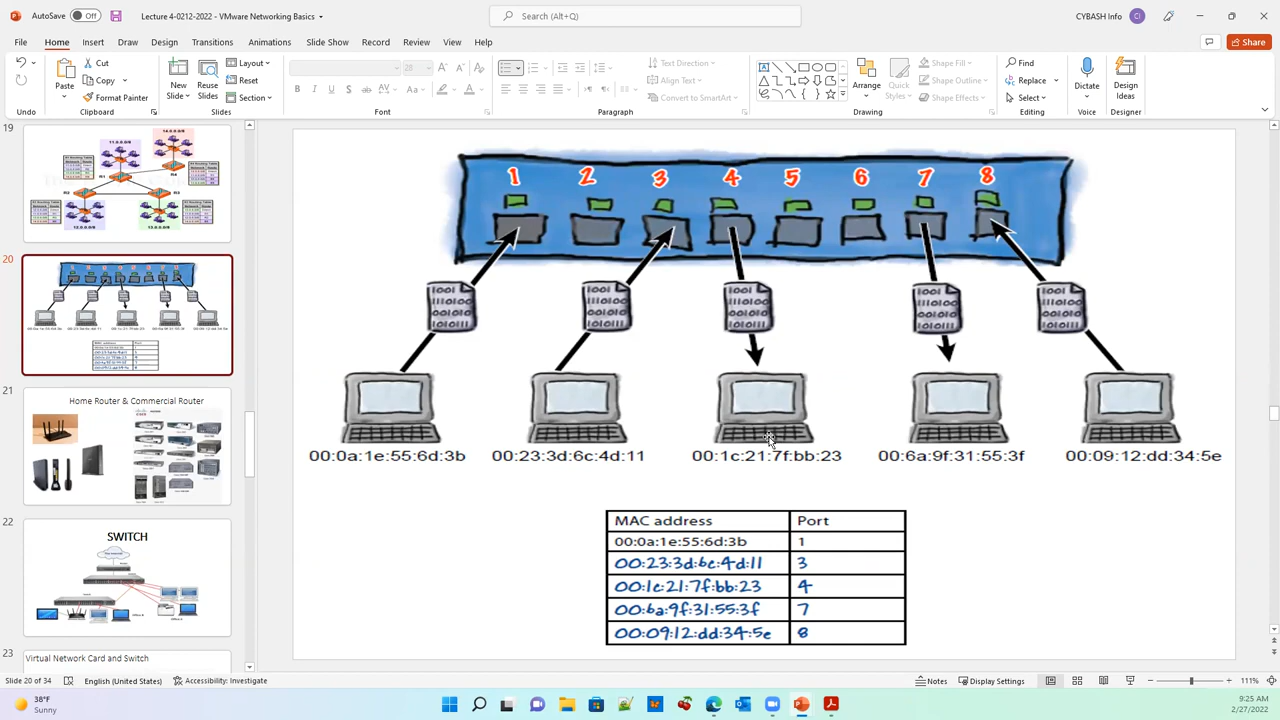 AutoSave Off Lecture 4-0212-2022 - VMware Networking Basics Search (Alt+Q) CYBASH Info CI
File Home Insert Draw Design Transitions Animations Slide Show Record Review View Help Share
Undo
Paste Cut Copy Format Painter
Clipboard
New Slide Reuse Slides Layout Reset Section
Slides
28
Font
Text Direction Align Text Convert to SmartArt
Paragraph
Arrange Quick Styles Shape Fill Shape Outline Shape Effects
Drawing
Find Replace Select
Editing
Dictate
Voice
Design Ideas
Designer
19
20
21
Home Router & Commercial Router
22
SWITCH
23
Virtual Network Card and Switch
1 2 3 4 5 6 7 8
00:0a:1e:55:6d:3b 00:23:3d:6c:4d:11 00:1c:21:7f:bb:23 00:6a:9f:31:55:3f 00:09:12:dd:34:5e
MAC address Port
00:0a:1e:55:6d:3b 1
00:23:3d:6c:4d:11 3
00:1c:21:7f:bb:23 4
00:6a:9f:31:55:3f 7
00:09:12:dd:34:5e 8
Slide 20 of 34 English (United States) Accessibility: Investigate Notes Display Settings 111%
38°F
Sunny
9:25 AM
2/27/2022